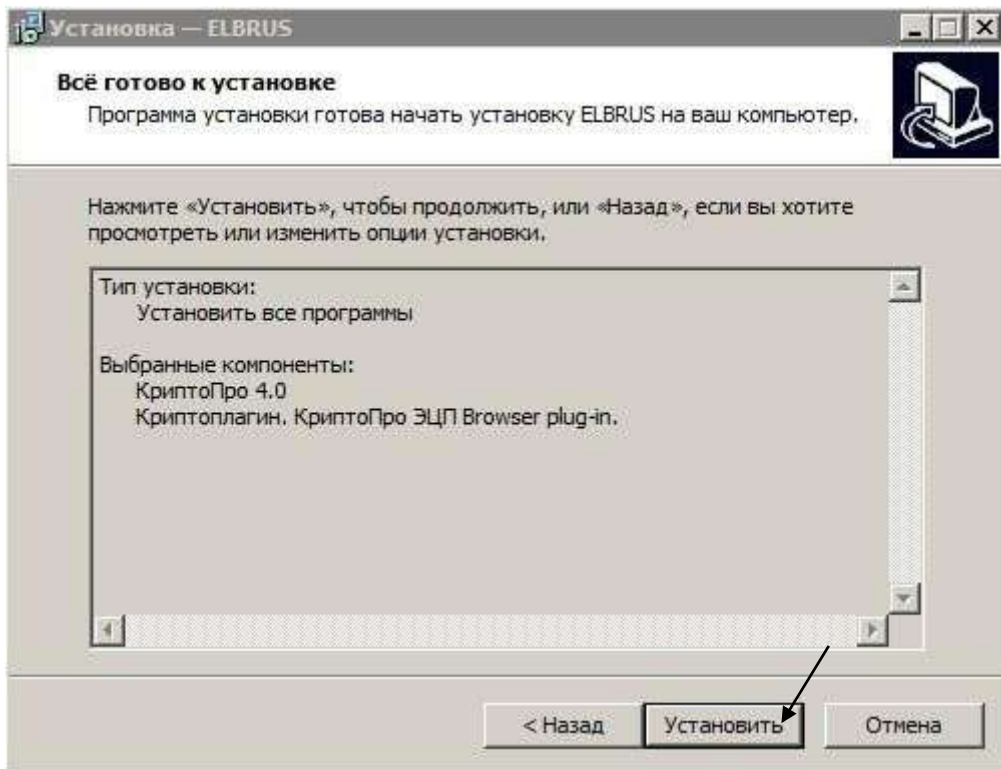 Установка — ELBRUS
Всё готово к установке
Программа установки готова начать установку ELBRUS на ваш компьютер.
Нажмите «Установить», чтобы продолжить, или «Назад», если вы хотите
просмотреть или изменить опции установки.
Тип установки:
Установить все программы
Выбранные компоненты:
КриптоПро 4.0
Криптоплагин. КриптоПро ЭЦП Browser plug-in.
< Назад
Установить
Отмена